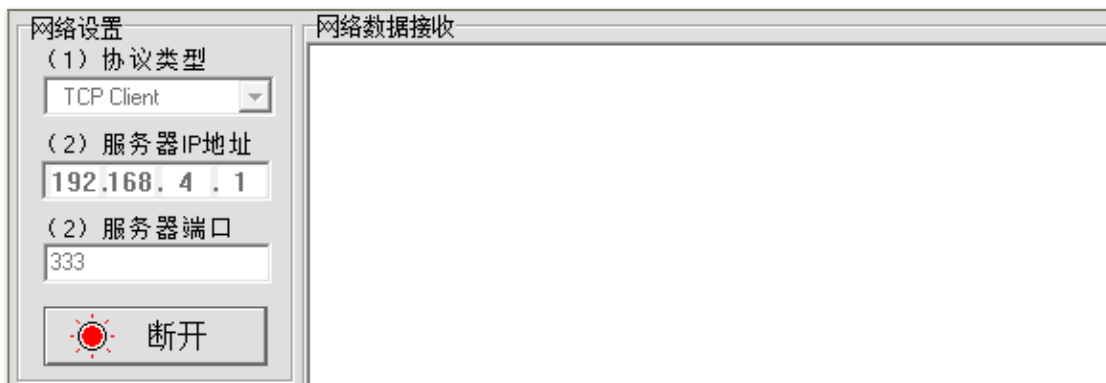 网络设置
（1）协议类型
TCP Client
（2）服务器IP地址
192.168. 4 . 1
（2）服务器端口
333
断开
网络数据接收